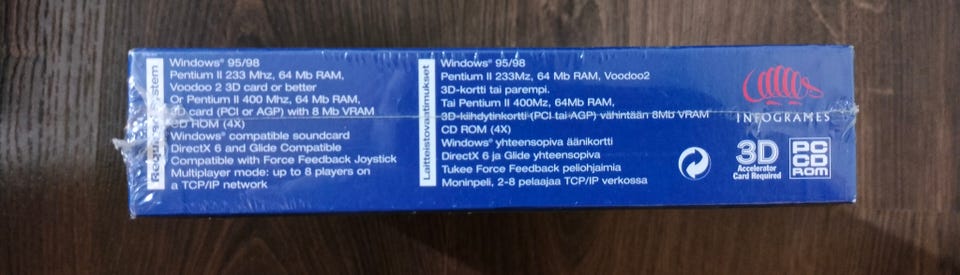 Required System
Windows® 95/98
Pentium II 233 Mhz, 64 Mb RAM,
Voodoo 2 3D card or better
Or Pentium II 400 Mhz, 64 Mb RAM,
3D card (PCI or AGP) with 8 Mb VRAM
CD ROM (4X)
Windows® compatible soundcard
DirectX 6 and Glide Compatible
Compatible with Force Feedback Joystick
Multiplayer mode: up to 8 players on
a TCP/IP network
Laitteistovaatimukset
Windows® 95/98
Pentium II 233Mz, 64 Mb RAM, Voodoo2
3D-kortti tai parempi.
Tai Pentium II 400Mz, 64Mb RAM,
3D-kiihdytinkortti (PCI tai AGP) vähintään 8Mb VRAM
CD ROM (4X)
Windows® yhteensopiva äänikortti
DirectX 6 ja Glide yhteensopiva
Tukee Force Feedback peliohjaimia
Moninpeli, 2-8 pelaajaa TCP/IP verkossa
INFOGRAMES
3D
Accelerator
Card Required
PC
CD
ROM